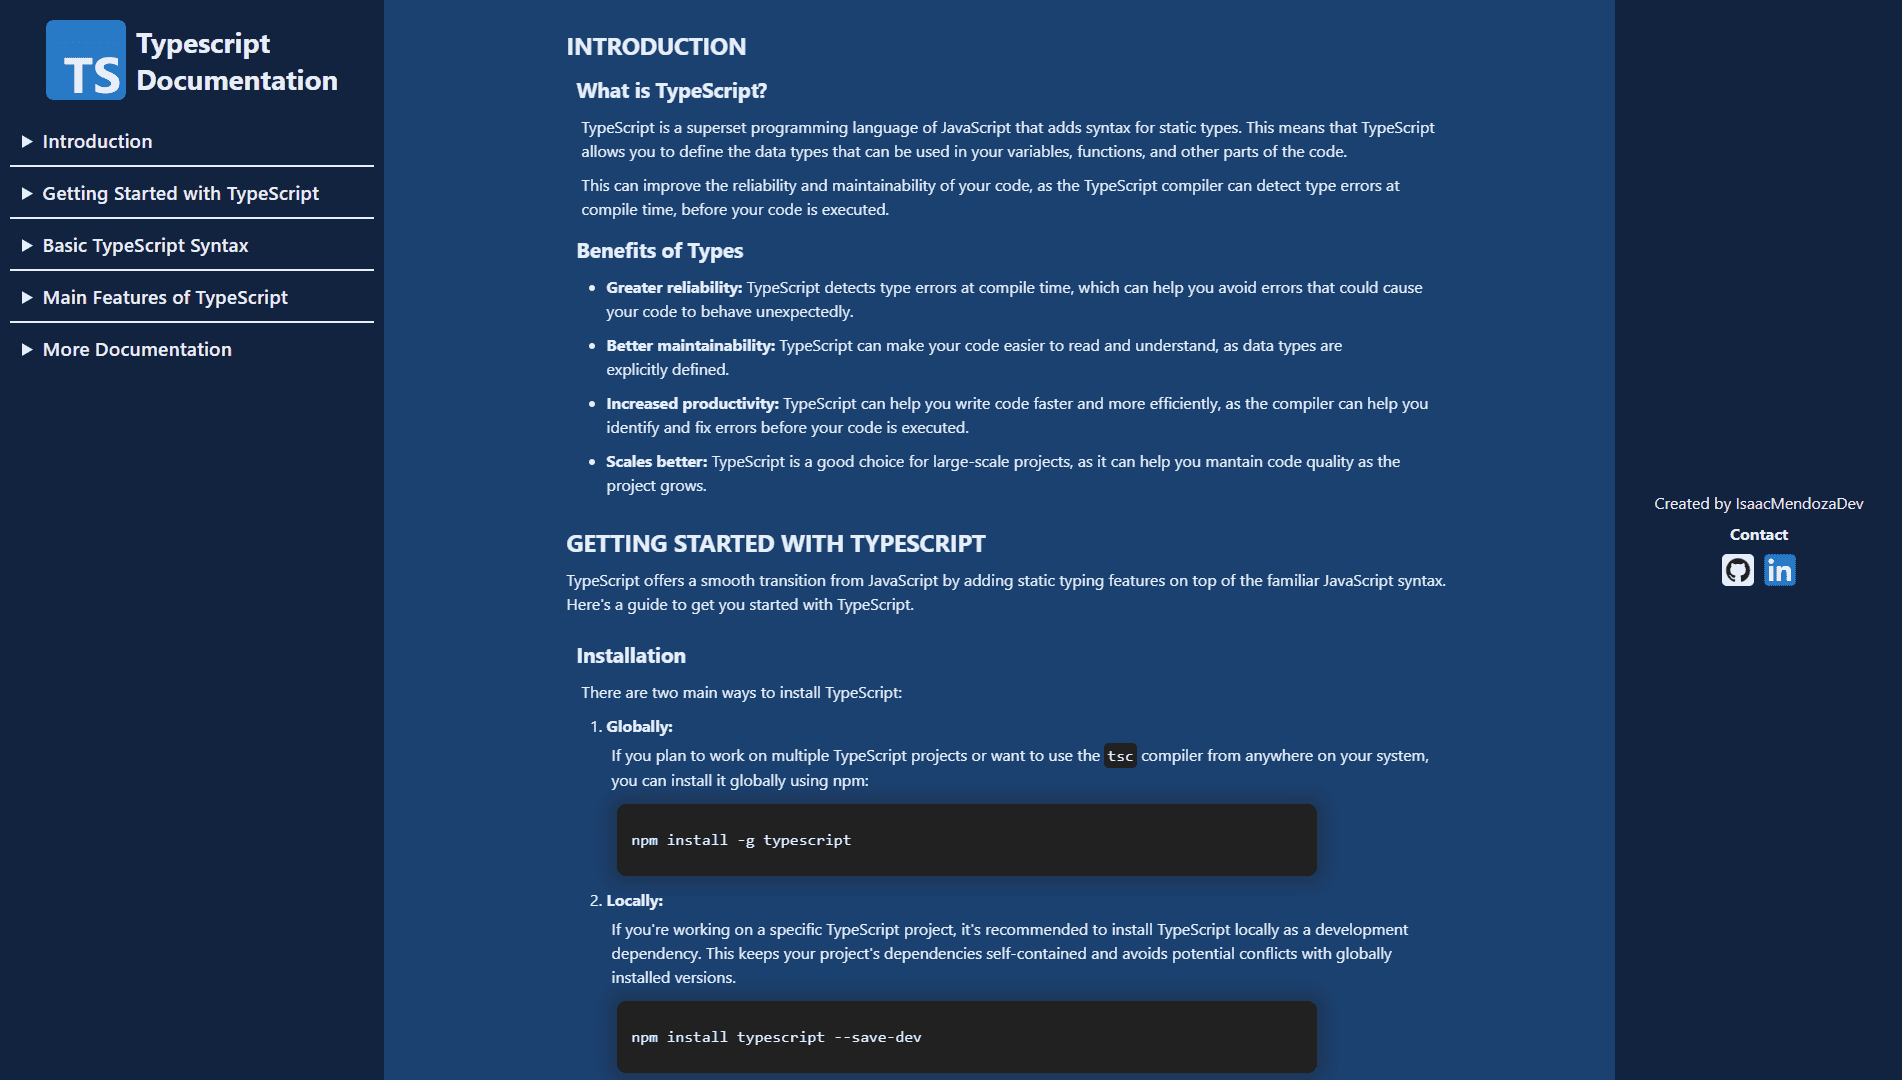 TS
Typescript
Documentation
Introduction
Getting Started with TypeScript
Basic TypeScript Syntax
Main Features of TypeScript
More Documentation
INTRODUCTION
What is TypeScript?
TypeScript is a superset programming language of JavaScript that adds syntax for static types. This means that TypeScript
allows you to define the data types that can be used in your variables, functions, and other parts of the code.
This can improve the reliability and maintainability of your code, as the TypeScript compiler can detect type errors at
compile time, before your code is executed.
Benefits of Types
• Greater reliability: TypeScript detects type errors at compile time, which can help you avoid errors that could cause
your code to behave unexpectedly.
• Better maintainability: TypeScript can make your code easier to read and understand, as data types are
explicitly defined.
• Increased productivity: TypeScript can help you write code faster and more efficiently, as the compiler can help you
identify and fix errors before your code is executed.
• Scales better: TypeScript is a good choice for large-scale projects, as it can help you mantain code quality as the
project grows.
GETTING STARTED WITH TYPESCRIPT
TypeScript offers a smooth transition from JavaScript by adding static typing features on top of the familiar JavaScript syntax.
Here's a guide to get you started with TypeScript.
Installation
There are two main ways to install TypeScript:
1. Globally:
If you plan to work on multiple TypeScript projects or want to use the tsc compiler from anywhere on your system,
you can install it globally using npm:
npm install -g typescript
2. Locally:
If you're working on a specific TypeScript project, it's recommended to install TypeScript locally as a development
dependency. This keeps your project's dependencies self-contained and avoids potential conflicts with globally
installed versions.
npm install typescript --save-dev
Created by IsaacMendozaDev
Contact
in